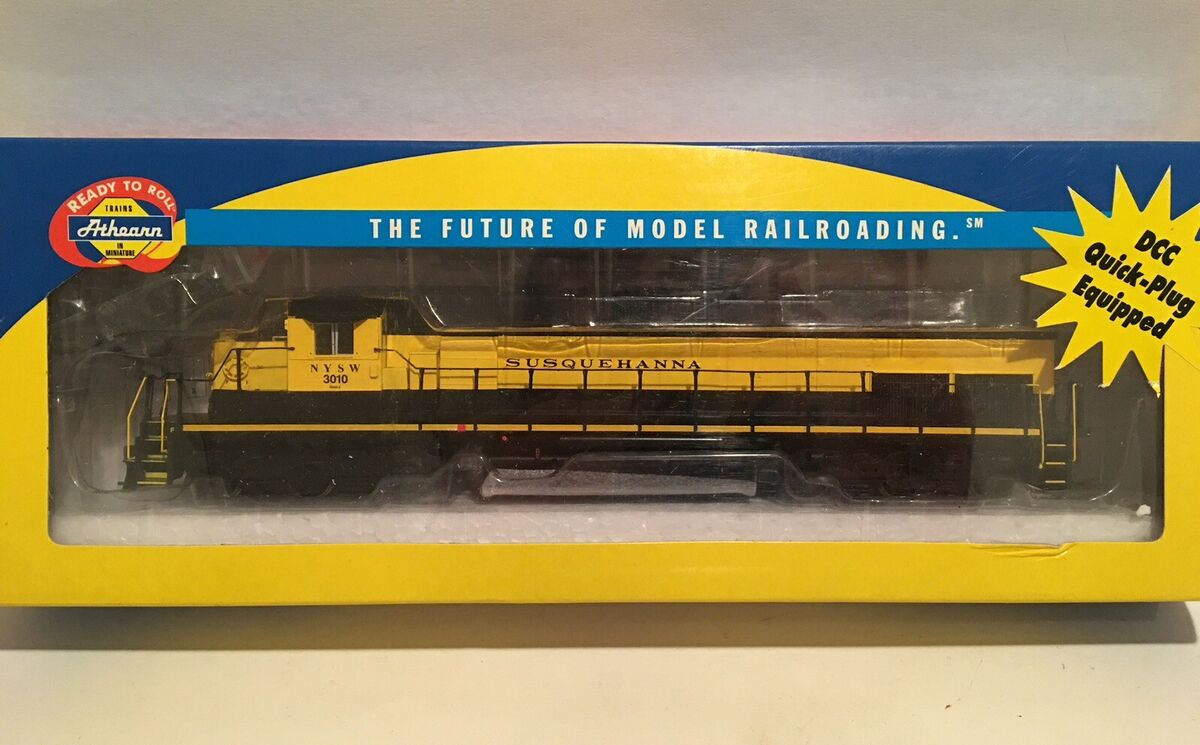 READY TO ROLL
TRAINS
Athearn
IN
MINIATURE
THE FUTURE OF MODEL RAILROADING.℠
DCC
Quick-Plug
Equipped
SUSQUEHANNA
NYSW
3010